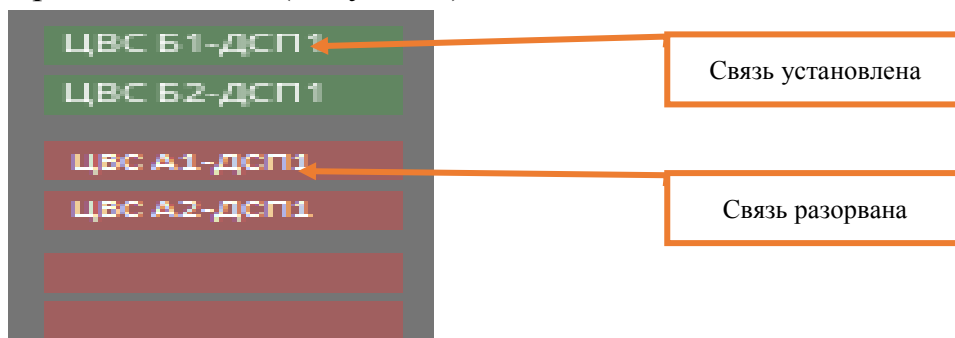 ЦВС Б1-ДСП1
Связь установлена
ЦВС Б2-ДСП1
ЦВС А1-ДСП1
Связь разорвана
ЦВС А2-ДСП1